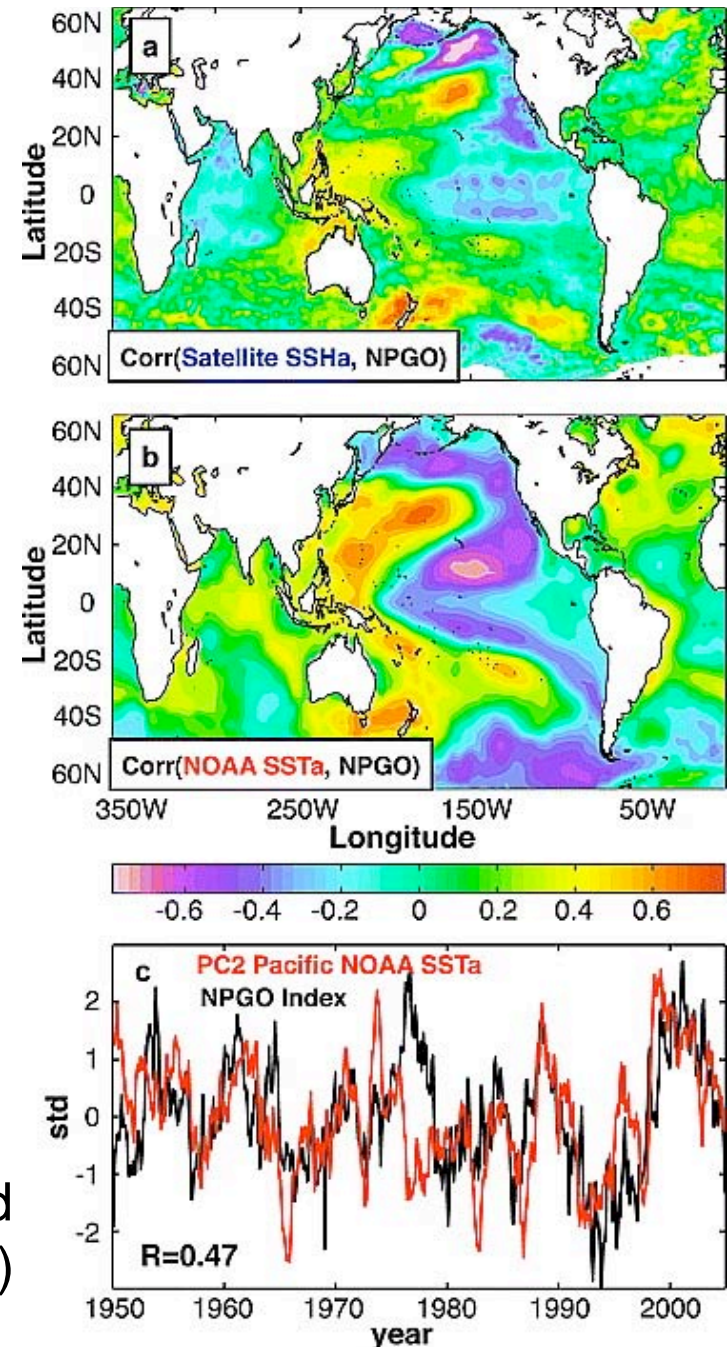 60N
40N
20N
0
20S
40S
60N
Latitude
a
Corr(Satellite SSHa, NPGO)
60N
40N
20N
0
20S
40S
60N
Latitude
b
Corr(NOAA SSTa, NPGO)
350W 250W 150W 50W
Longitude
-0.6 -0.4 -0.2 0 0.2 0.4 0.6
c
PC2 Pacific NOAA SSTa
NPGO Index
2
1
0
-1
-2
std
R=0.47
1950 1960 1970 1980 1990 2000
year
d
)